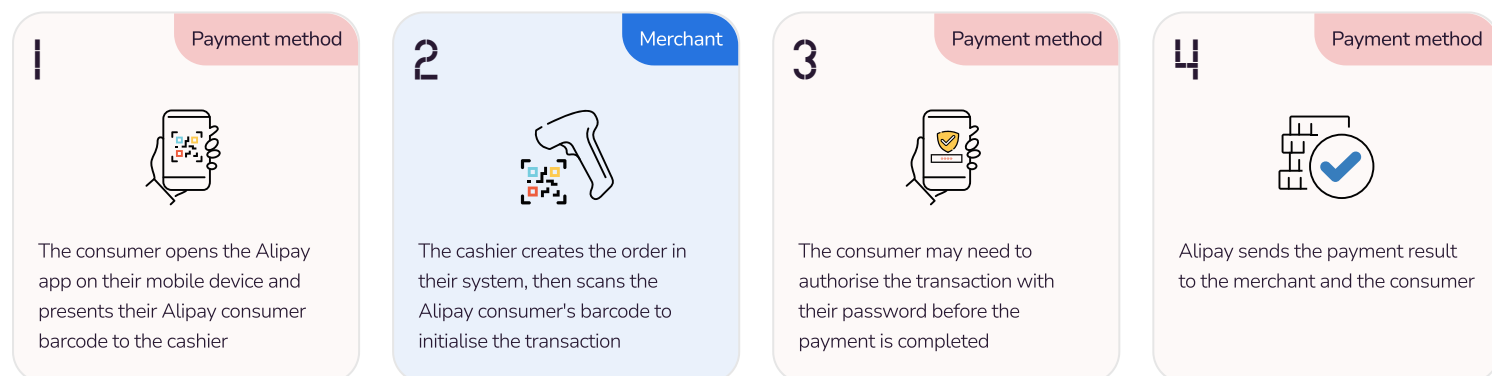 1
Payment method
The consumer opens the Alipay
app on their mobile device and
presents their Alipay consumer
barcode to the cashier
2
Merchant
The cashier creates the order in
their system, then scans the
Alipay consumer's barcode to
initialise the transaction
3
Payment method
The consumer may need to
authorise the transaction with
their password before the
payment is completed
4
Payment method
Alipay sends the payment result
to the merchant and the consumer